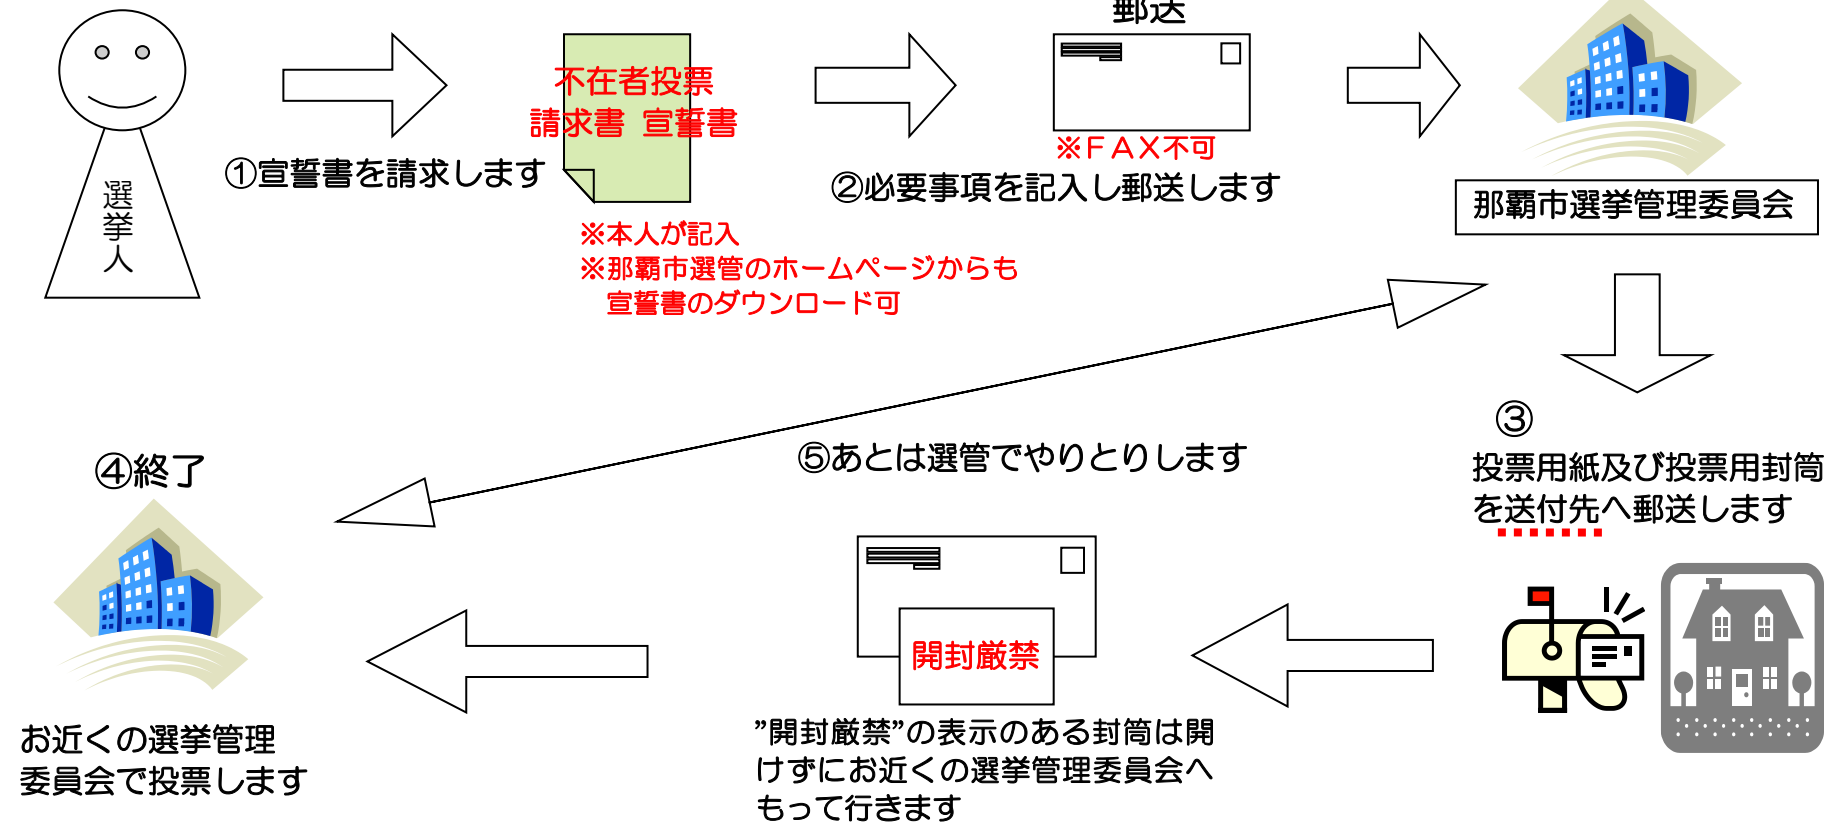 郵送
選挙人
不在者投票
請求書 宣誓書
①宣誓書を請求します
※本人が記入
※那覇市選管のホームページからも
宣誓書のダウンロード可
※FAX不可
②必要事項を記入し郵送します
那覇市選挙管理委員会
③
投票用紙及び投票用封筒
を送付先へ郵送します
⑤あとは選管でやりとりします
④終了
開封厳禁
”開封厳禁”の表示のある封筒は開
けずにお近くの選挙管理委員会へ
もって行きます
お近くの選挙管理
委員会で投票します